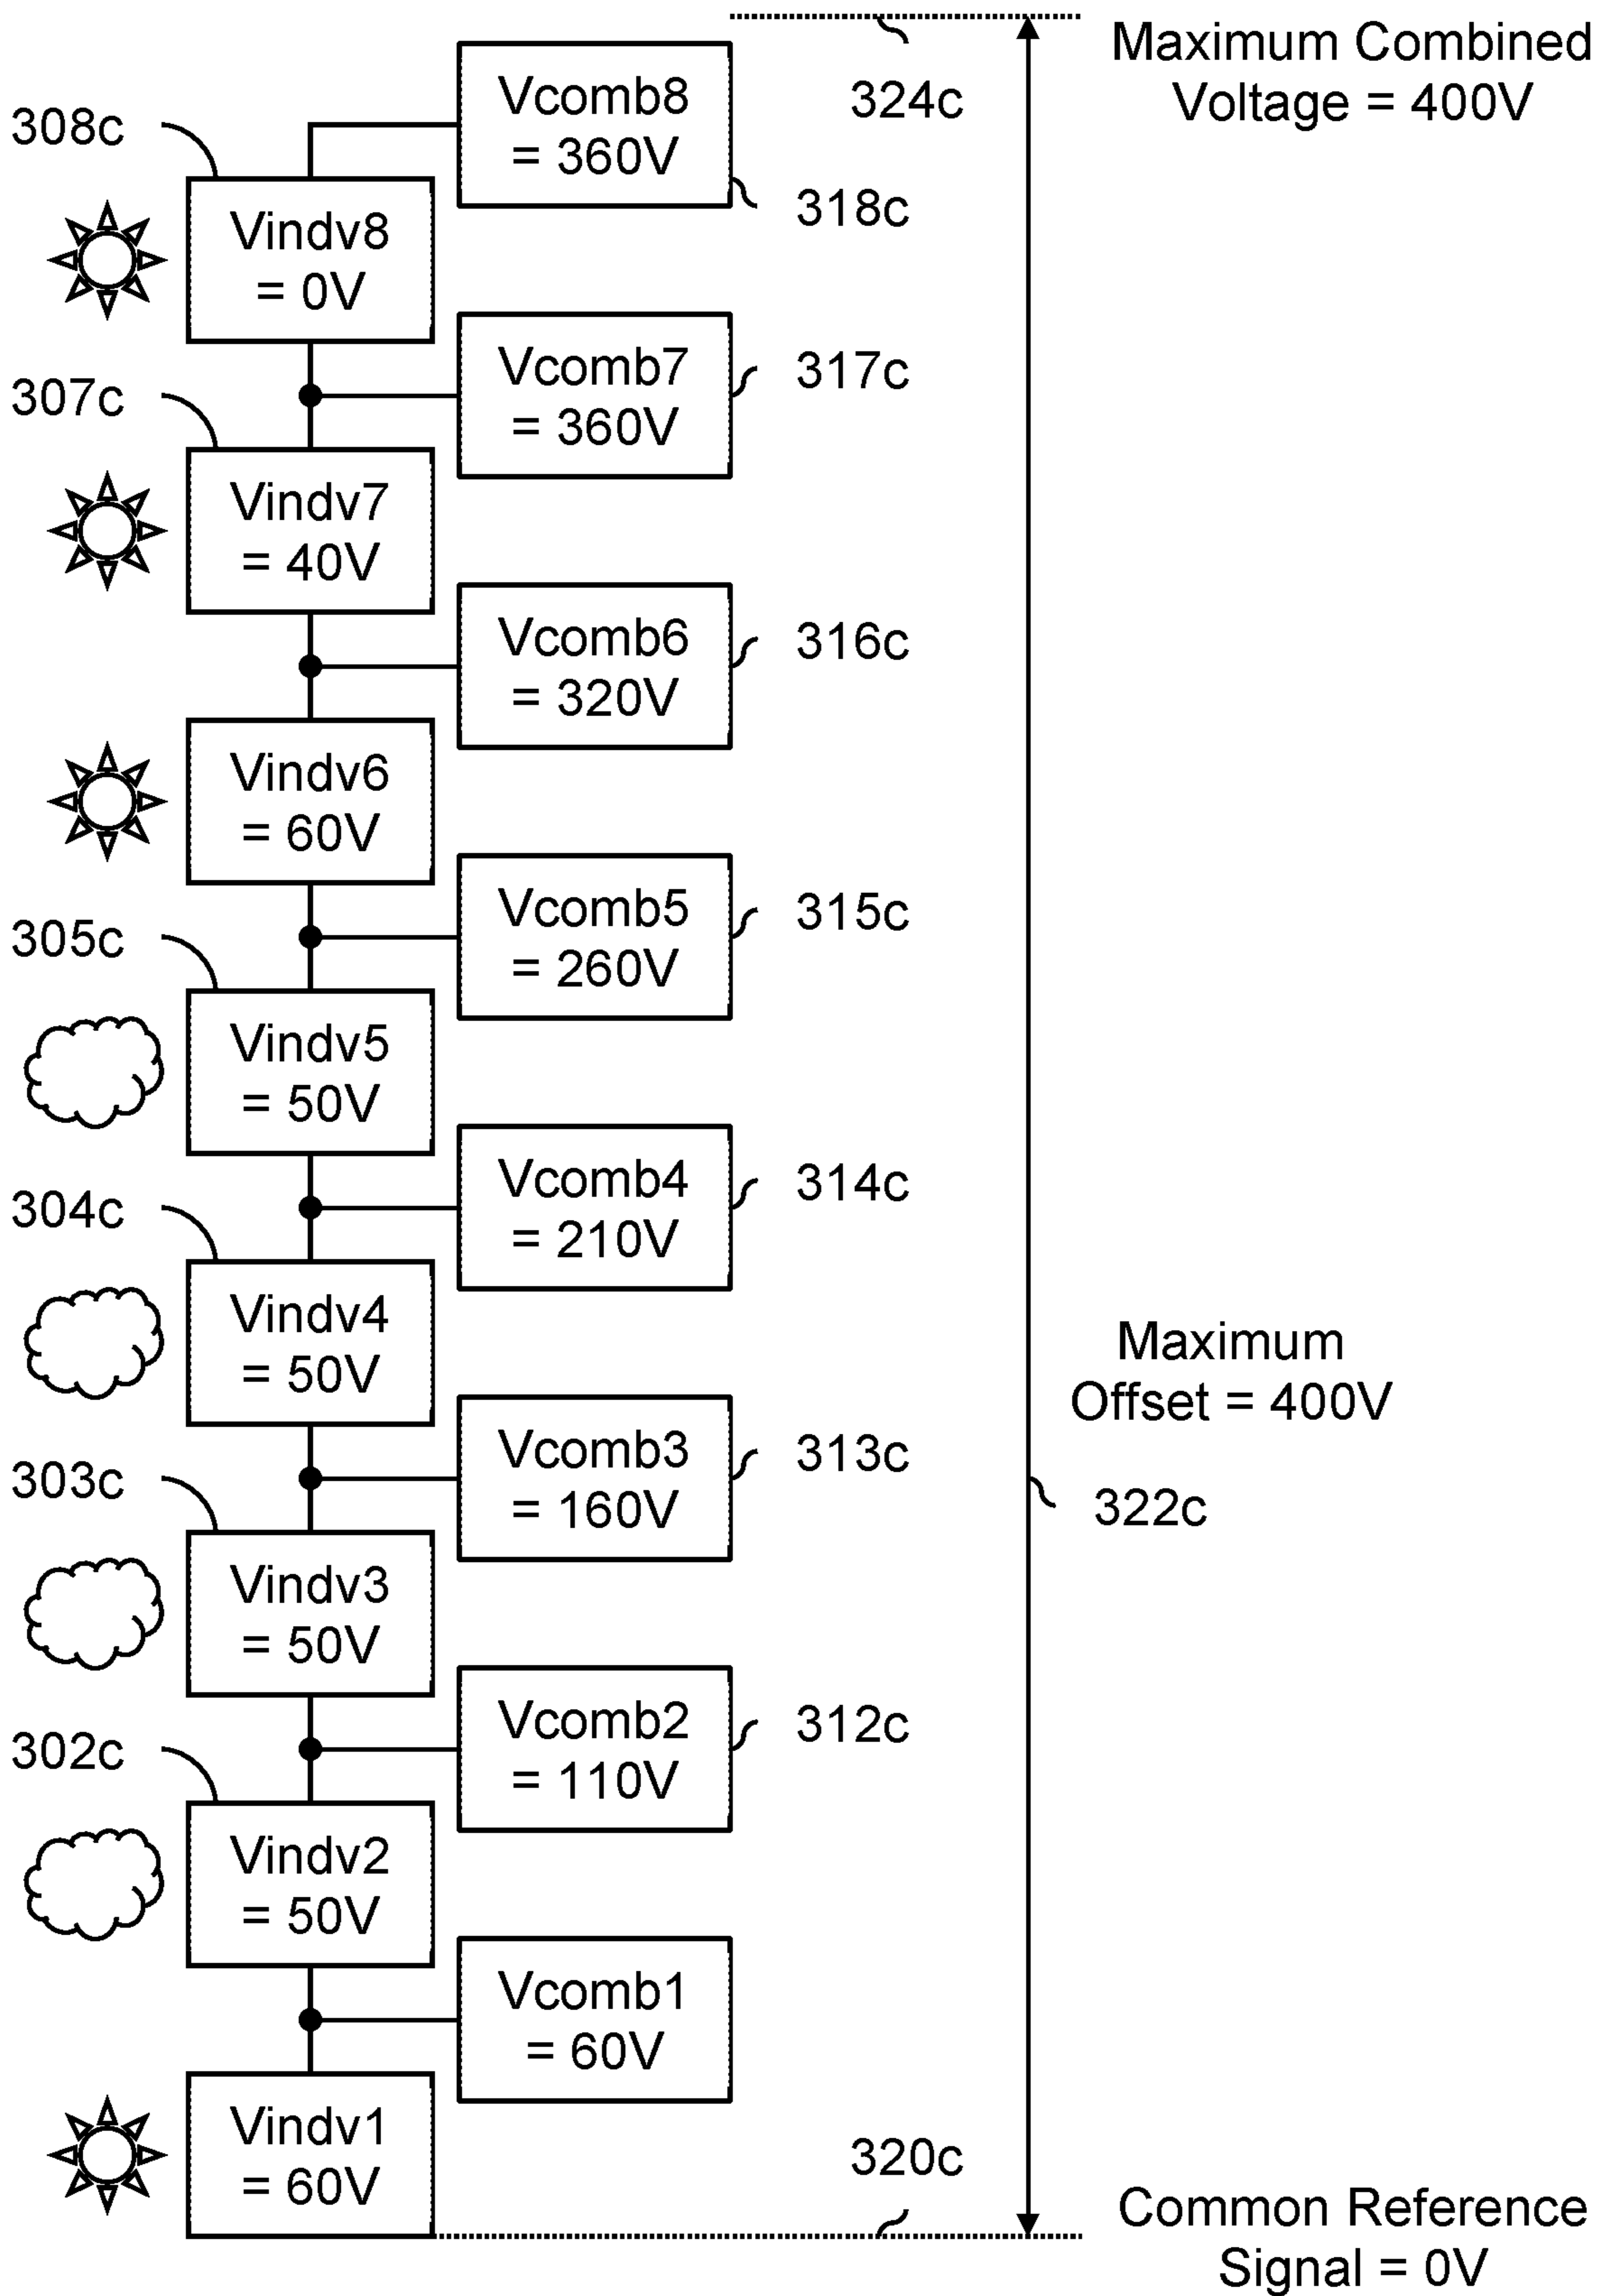 Maximum Combined
Voltage = 400V
324c
Vcomb8
= 360V
318c
308c
Vindv8
= 0V
Vcomb7
= 360V
317c
307c
Vindv7
= 40V
Vcomb6
= 320V
316c
Vindv6
= 60V
Vcomb5
= 260V
315c
305c
Vindv5
= 50V
Vcomb4
= 210V
314c
304c
Vindv4
= 50V
Maximum
Offset = 400V
322c
Vcomb3
= 160V
313c
303c
Vindv3
= 50V
Vcomb2
= 110V
312c
302c
Vindv2
= 50V
Vcomb1
= 60V
Vindv1
= 60V
320c
Common Reference
Signal = 0V